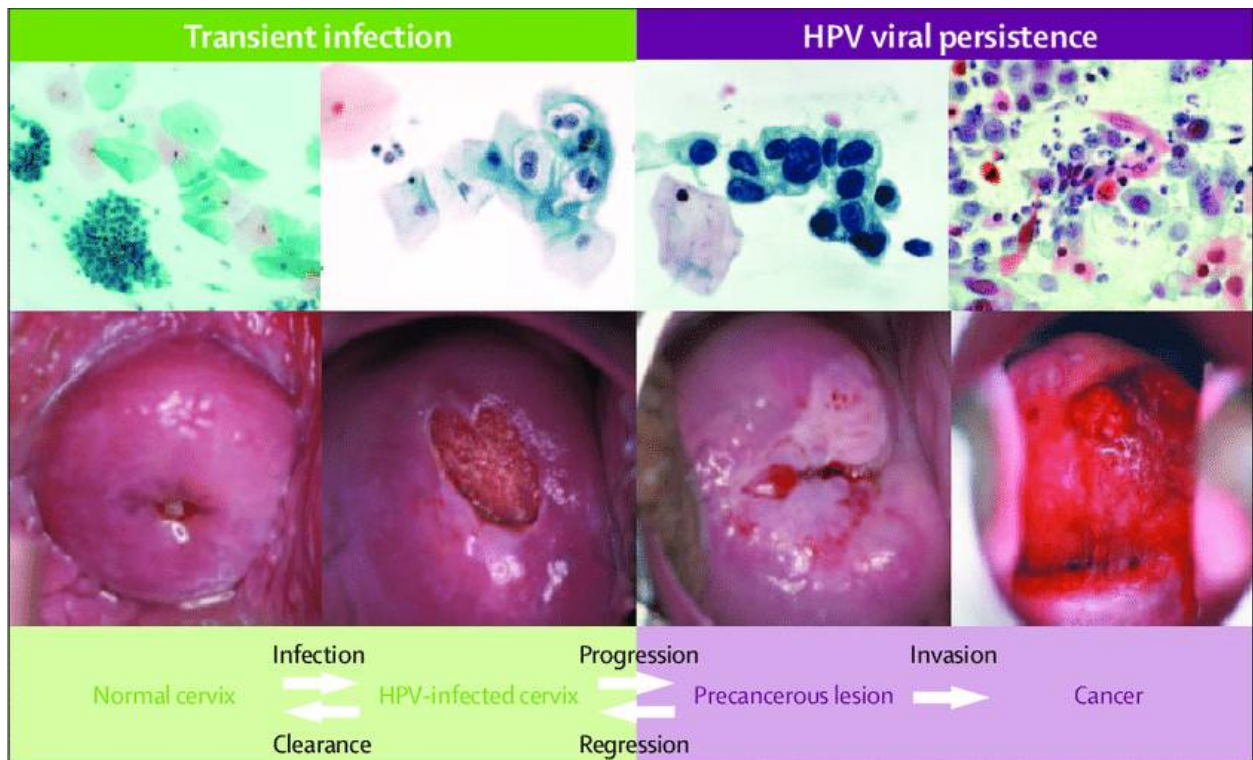 Transient infection
HPV viral persistence
Infection
Progression
Invasion
Normal cervix
HPV-infected cervix
Precancerous lesion
Cancer
Clearance
Regression